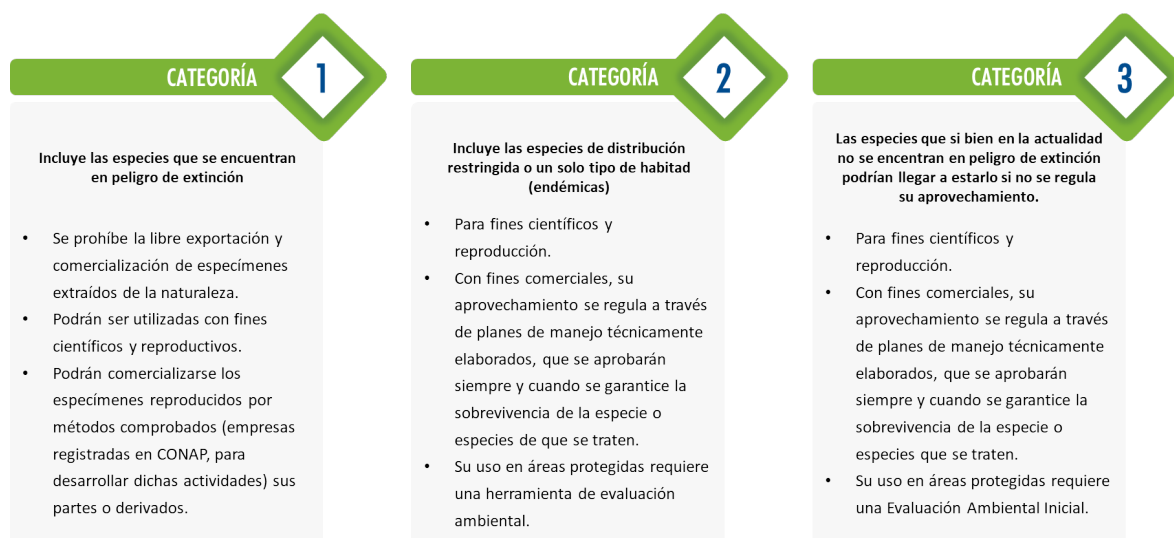 CATEGORÍA 1
Incluye las especies que se encuentran
en peligro de extinción
• Se prohíbe la libre exportación y
comercialización de especímenes
extraídos de la naturaleza.
• Podrán ser utilizadas con fines
científicos y reproductivos.
• Podrán comercializarse los
especímenes reproducidos por
métodos comprobados (empresas
registradas en CONAP, para
desarrollar dichas actividades) sus
partes o derivados.
CATEGORÍA 2
Incluye las especies de distribución
restringida o un solo tipo de habitad
(endémicas)
• Para fines científicos y
reproducción.
• Con fines comerciales, su
aprovechamiento se regula a través
de planes de manejo técnicamente
elaborados, que se aprobarán
siempre y cuando se garantice la
sobrevivencia de la especie o
especies de que se traten.
• Su uso en áreas protegidas requiere
una herramienta de evaluación
ambiental.
CATEGORÍA 3
Las especies que si bien en la actualidad
no se encentran en peligro de extinción
podrían llegar a estarlo si no se regula
su aprovechamiento.
• Para fines científicos y
reproducción.
• Con fines comerciales, su
aprovechamiento se regula a través
de planes de manejo técnicamente
elaborados, que se aprobarán
siempre y cuando se garantice la
sobrevivencia de la especie o
especies que se traten.
• Su uso en áreas protegidas requiere
una Evaluación Ambiental Inicial.